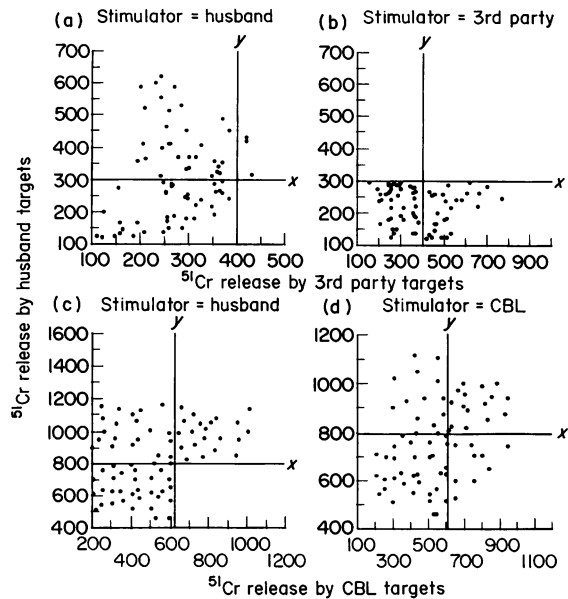 (a) Stimulator = husband
y
700
600
500
400
300
200
100
x
100 200 300 400 500
(b) Stimulator = 3rd party
y
700
600
500
400
300
200
100
x
100 300 500 700 900
51Cr release by husband targets
51Cr release by 3rd party targets
(c) Stimulator = husband
y
1600
1400
1200
1000
800
600
400
x
200 600 1000
400 800 1200
(d) Stimulator = CBL
y
1200
1000
800
600
400
x
100 300 500 700 900 1100
51Cr release by CBL targets